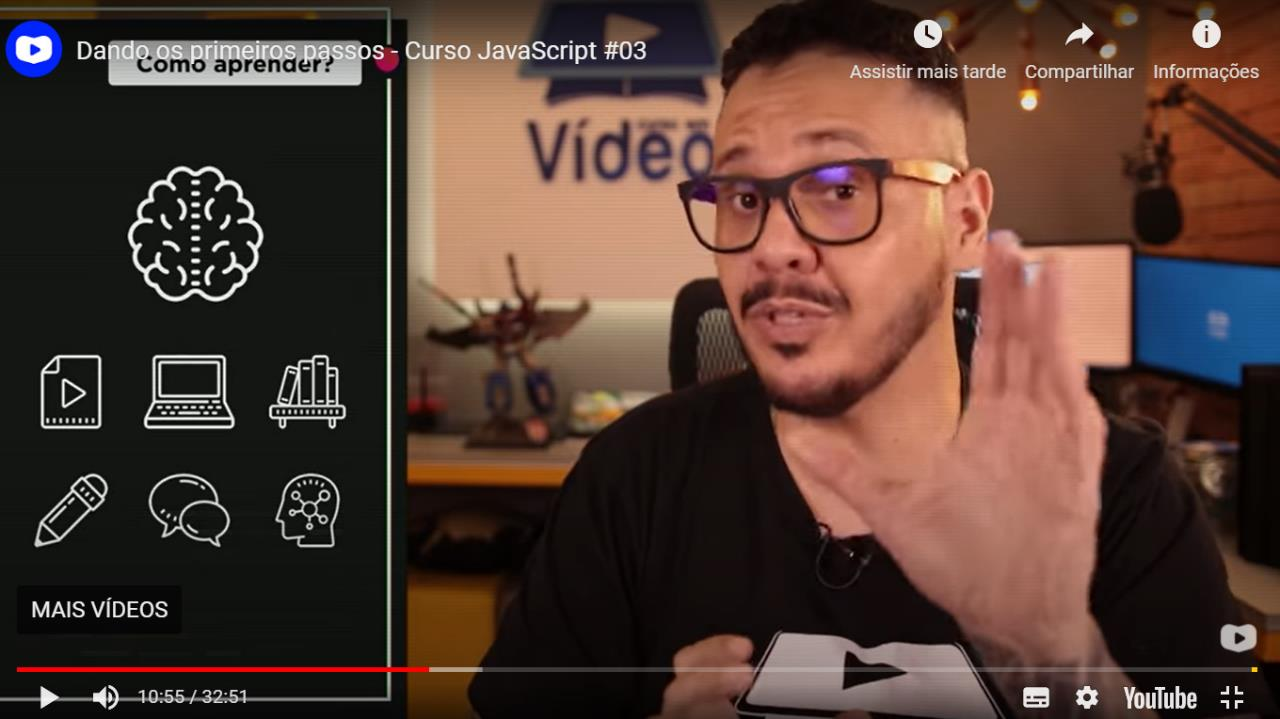 Dando os primeiros passos - Curso JavaScript #03
Como aprender?
Assistir mais tarde
Compartilhar
Informações
Vídeo
MAIS VÍDEOS
10:55 / 32:51
YouTube